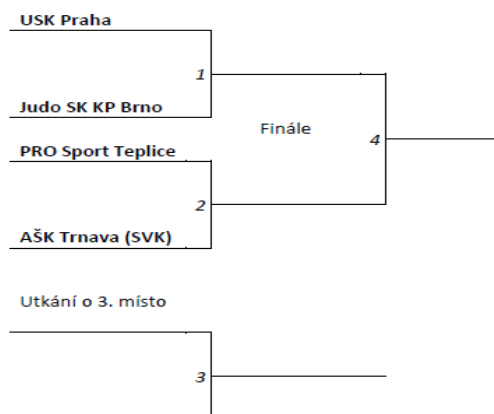 USK Praha
1
Judo SK KP Brno
Finále
4
PRO Sport Teplice
2
AŠK Trnava (SVK)
Utkání o 3. místo
3